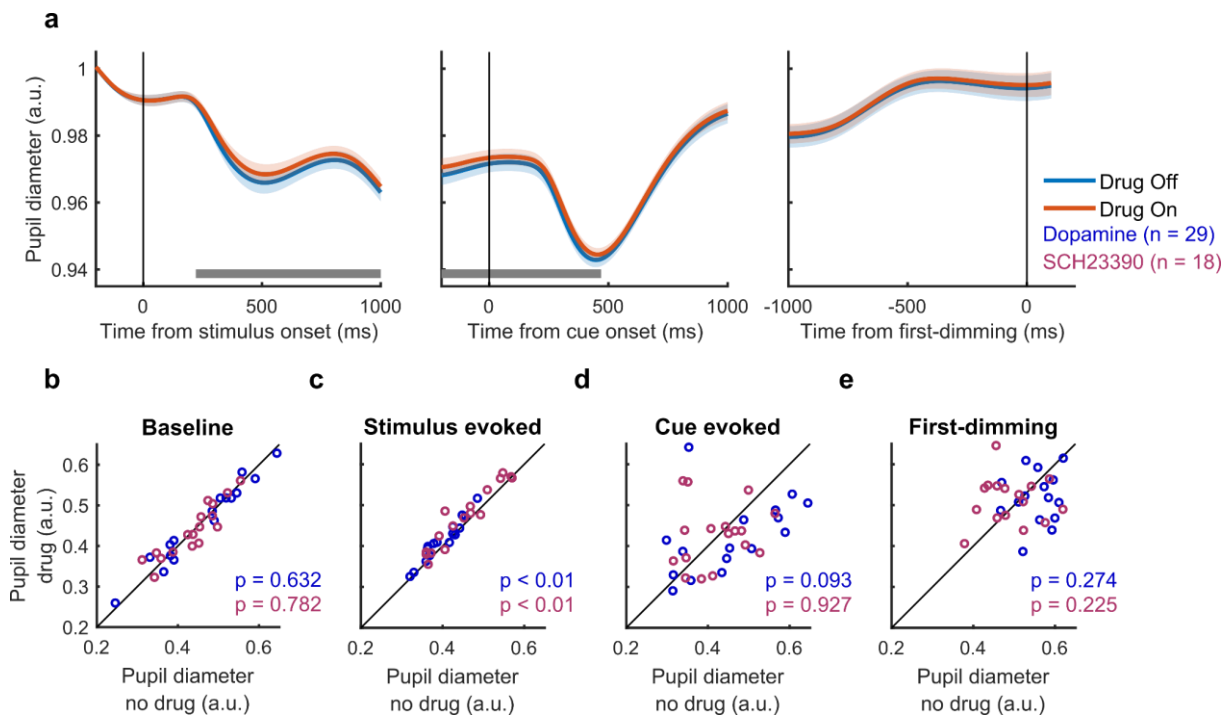 a
Pupil diameter (a.u.)
1
0.98
0.96
0.94
0 500 1000
Time from stimulus onset (ms)
0 500 1000
Time from cue onset (ms)
-1000 -500 0
Time from first-dimming (ms)
Drug Off
Drug On
Dopamine (n = 29)
SCH23390 (n = 18)
b
Baseline
Pupil diameter
drug (a.u.)
0.6
0.5
0.4
0.3
0.2
p = 0.632
p = 0.782
0.2 0.4 0.6
Pupil diameter
no drug (a.u.)
c
Stimulus evoked
p < 0.01
p < 0.01
0.2 0.4 0.6
Pupil diameter
no drug (a.u.)
d
Cue evoked
p = 0.093
p = 0.927
0.2 0.4 0.6
Pupil diameter
no drug (a.u.)
e
First-dimming
p = 0.274
p = 0.225
0.2 0.4 0.6
Pupil diameter
no drug (a.u.)